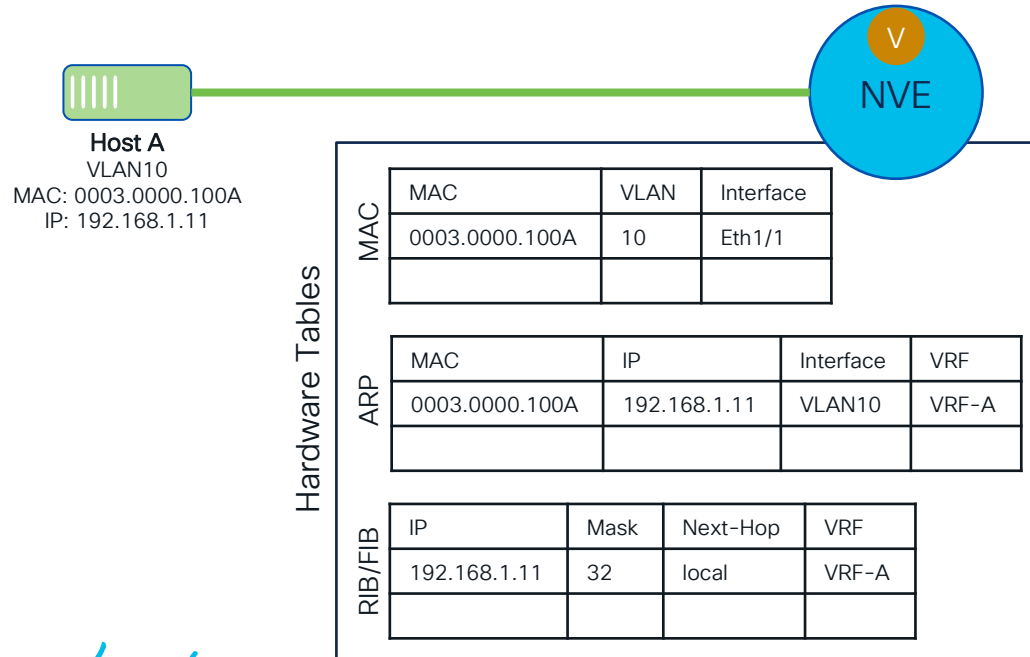 V
NVE
Host A
VLAN10
MAC: 0003.0000.100A
IP: 192.168.1.11
Hardware Tables
MAC
MAC VLAN Interface
0003.0000.100A 10 Eth1/1
ARP
MAC IP Interface VRF
0003.0000.100A 192.168.1.11 VLAN10 VRF-A
RIB/FIB
IP Mask Next-Hop VRF
192.168.1.11 32 local VRF-A